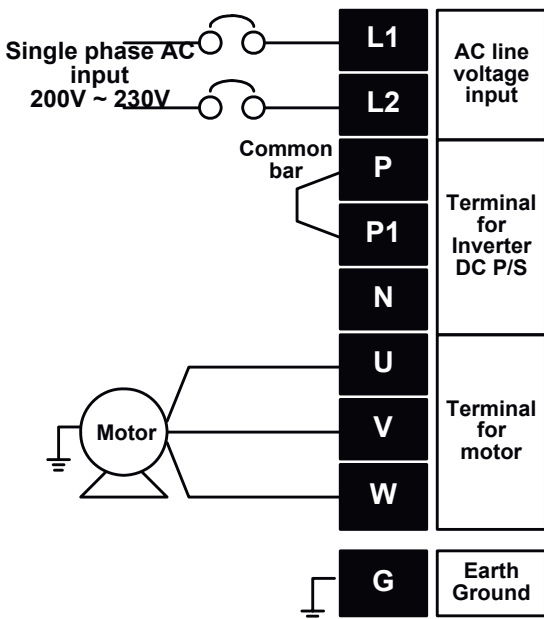 Single phase AC
input
200V ~ 230V
L1
L2
AC line
voltage
input
Common
bar
P
P1
N
Terminal
for
Inverter
DC P/S
Motor
U
V
W
Terminal
for
motor
G
Earth
Ground